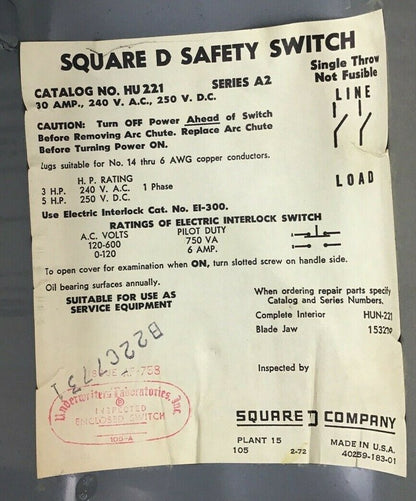 SQUARE D SAFETY SWITCH
CATALOG NO. HU 221 SERIES A2
30 AMP., 240 V. A.C., 250 V. D.C.
Single Throw
Not Fusible
LINE
LOAD
CAUTION: Turn OFF Power Ahead of Switch
Before Removing Arc Chute. Replace Arc Chute
Before Turning Power ON.
Lugs suitable for No. 14 thru 6 AWG copper conductors.
H. P. RATING
3 H.P. 240 V. A.C. 1 Phase
5 H.P. 250 V. D.C.
Use Electric Interlock Cat. No. EI-300.
RATINGS OF ELECTRIC INTERLOCK SWITCH
A.C. VOLTS PILOT DUTY
120-600 750 VA
0-120 6 AMP.
To open cover for examination when ON, turn slotted screw on handle side.
Oil bearing surfaces annually.
SUITABLE FOR USE AS
SERVICE EQUIPMENT
When ordering repair parts specify
Catalog and Series Numbers.
Complete Interior HUN-221
Blade Jaw
Inspected by
B22C7731
758
Underwriters Laboratories, Inc.
®
INSPECTED
ENCLOSED SWITCH
109-A
SQUARE D COMPANY
PLANT 15 MADE IN U.S.A.
105 2-72 40259-183-01